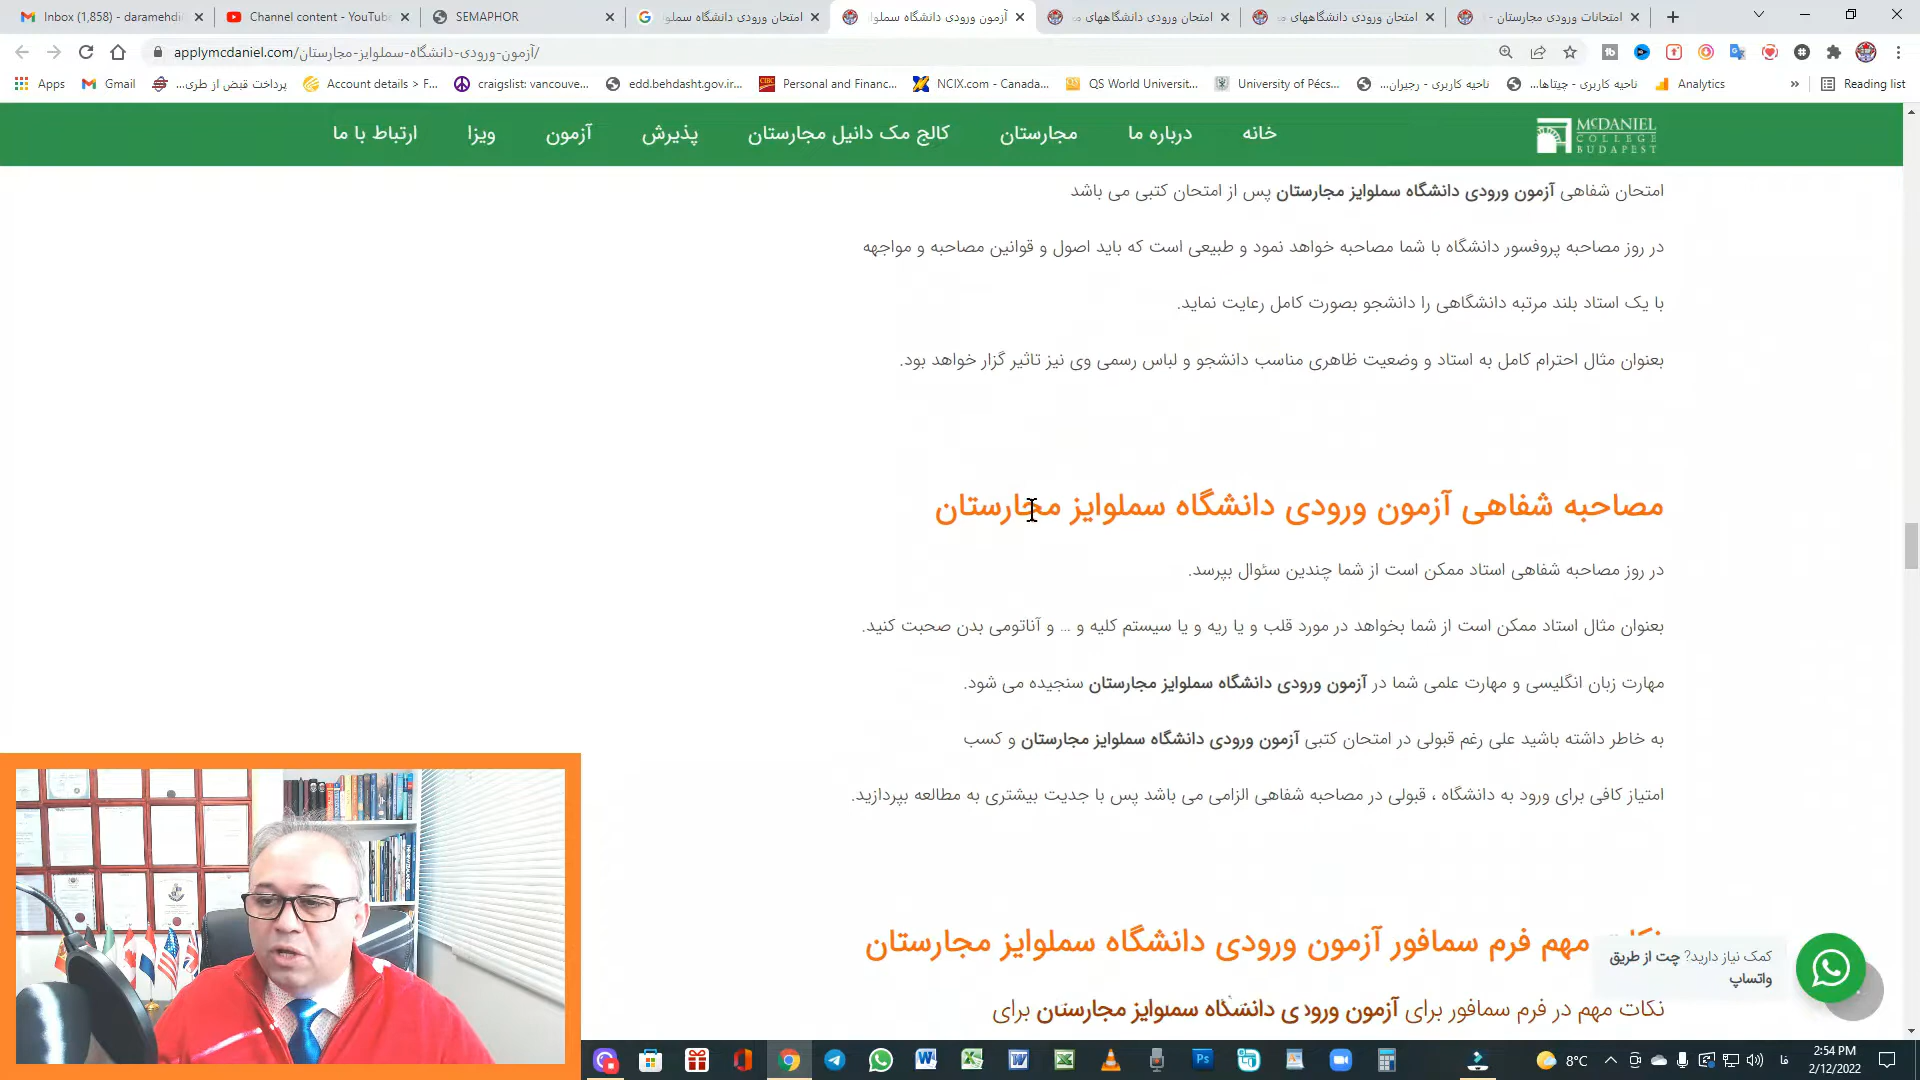 Inbox (1,858) - daramehdi
Channel content - YouTube
SEMAPHOR
امتحان ورودی دانشگاه سملوا
آزمون ورودی دانشگاه سملوایز
امتحان ورودی دانشگاههای
امتحان ورودی دانشگاههای
امتحانات ورودی مجارستان -
applymcdaniel.com/آزمون-ورودی-دانشگاه-سملوایز-مجارستان/
Apps
Gmail
پرداخت قبض از طری...
Account details > F...
craigslist: vancouve...
edd.behdasht.gov.ir...
Personal and Financ...
NCIX.com - Canada...
QS World Universit...
University of Pécs...
ناحیه کاربری - رجیران...
ناحیه کاربری - چیتاها...
Analytics
»
Reading list
McDANIEL
COLLEGE
BUDAPEST
خانه
درباره ما
مجارستان
کالج مک دانیل مجارستان
پذیرش
آزمون
ویزا
ارتباط با ما
امتحان شفاهی آزمون ورودی دانشگاه سملوایز مجارستان پس از امتحان کتبی می باشد
در روز مصاحبه پروفسور دانشگاه با شما مصاحبه خواهد نمود و طبیعی است که باید اصول و قوانین مصاحبه و مواجهه
با یک استاد بلند مرتبه دانشگاهی را دانشجو بصورت کامل رعایت نماید.
بعنوان مثال احترام کامل به استاد و وضعیت ظاهری مناسب دانشجو و لباس رسمی وی نیز تاثیر گزار خواهد بود.
مصاحبه شفاهی آزمون ورودی دانشگاه سملوایز مجارستان
در روز مصاحبه شفاهی استاد ممکن است از شما چندین سئوال بپرسد.
بعنوان مثال استاد ممکن است از شما بخواهد در مورد قلب و یا ریه و یا سیستم کلیه و ... و آناتومی بدن صحبت کنید.
مهارت زبان انگلیسی و مهارت علمی شما در آزمون ورودی دانشگاه سملوایز مجارستان سنجیده می شود.
به خاطر داشته باشید علی رغم قبولی در امتحان کتبی آزمون ورودی دانشگاه سملوایز مجارستان و کسب
امتیاز کافی برای ورود به دانشگاه ، قبولی در مصاحبه شفاهی الزامی می باشد پس با جدیت بیشتری به مطالعه بپردازید.
نکات مهم فرم سمافور آزمون ورودی دانشگاه سملوایز مجارستان
نکات مهم در فرم سمافور برای آزمون ورودی دانشگاه سملوایز مجارستان برای
کمک نیاز دارید؟ چت از طریق
واتساپ
8°C
فا
2:54 PM
2/12/2022